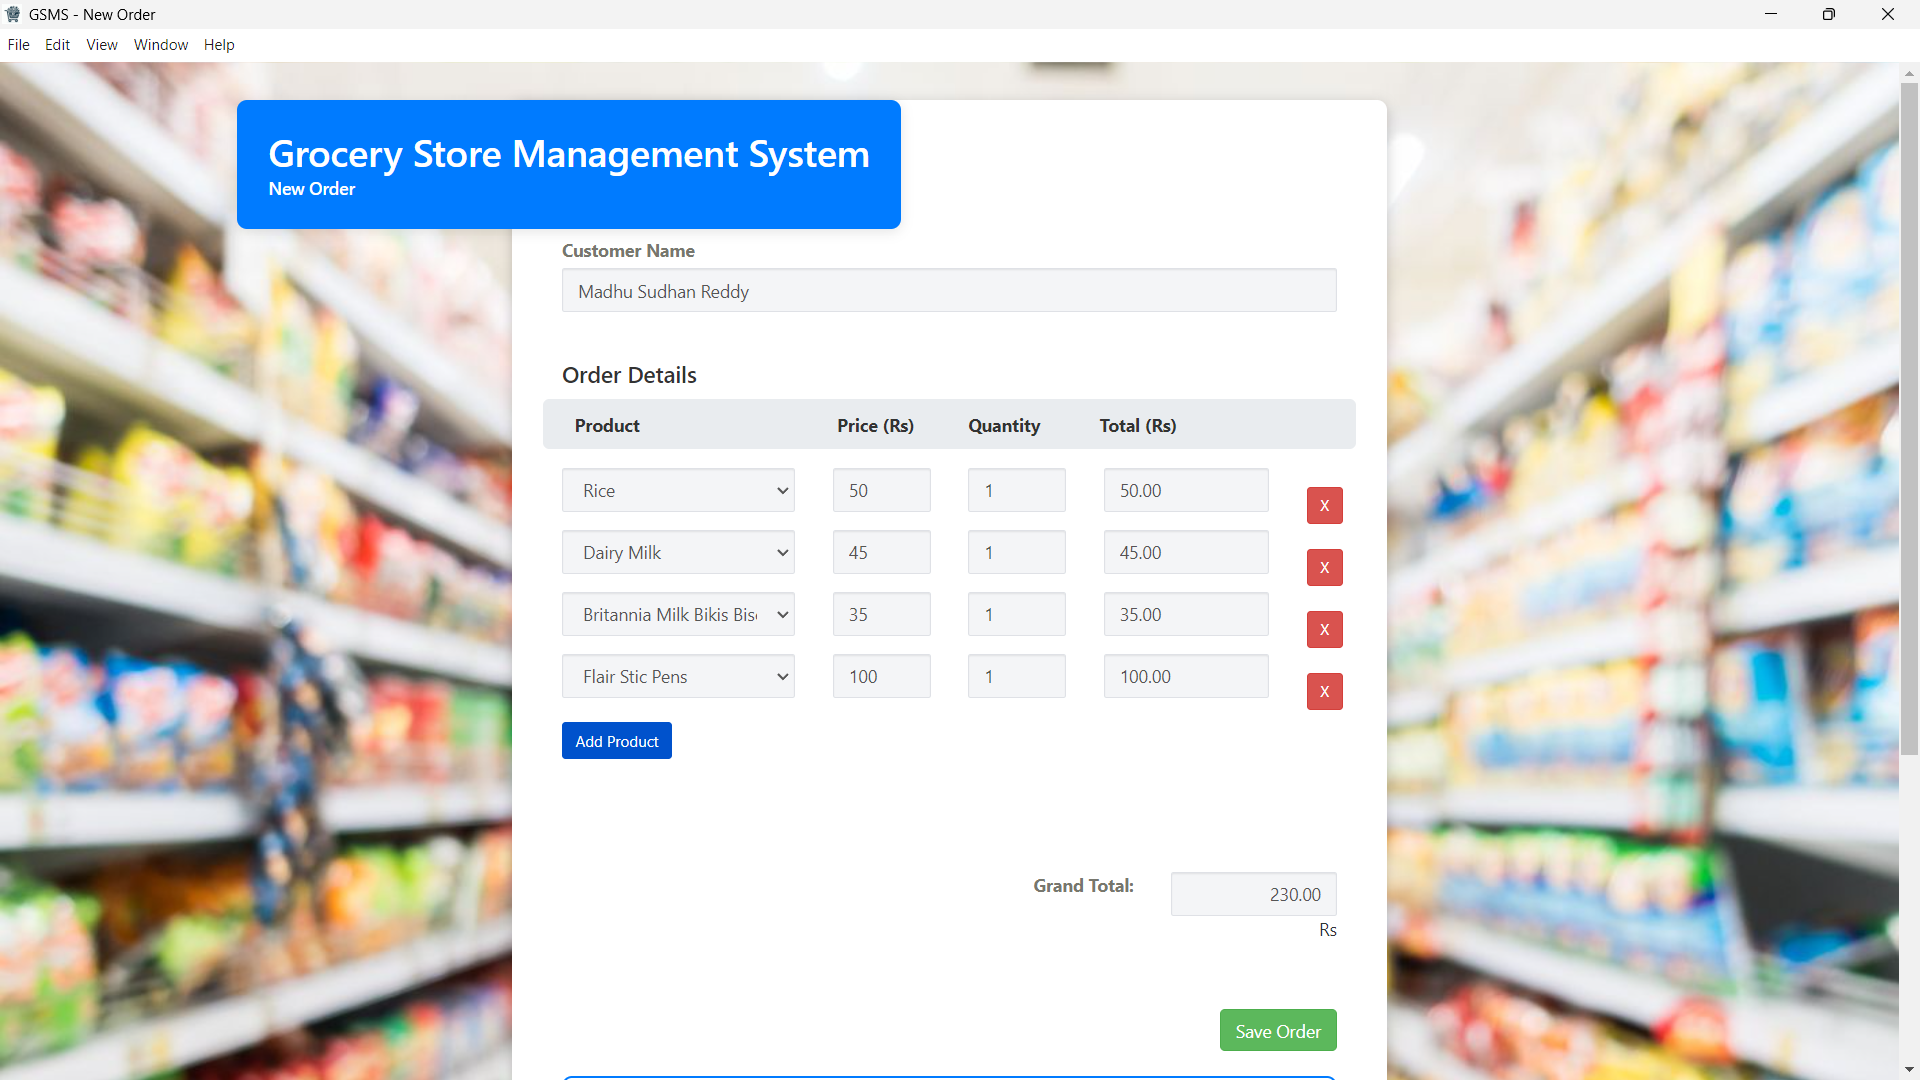 GSMS - New Order
File Edit View Window Help
Grocery Store Management System
New Order
Customer Name
Madhu Sudhan Reddy
Order Details
Product Price (Rs) Quantity Total (Rs)
Rice 50 1 50.00 X
Dairy Milk 45 1 45.00 X
Britannia Milk Bikis Bis 35 1 35.00 X
Flair Stic Pens 100 1 100.00 X
Add Product
Grand Total: 230.00
Rs
Save Order